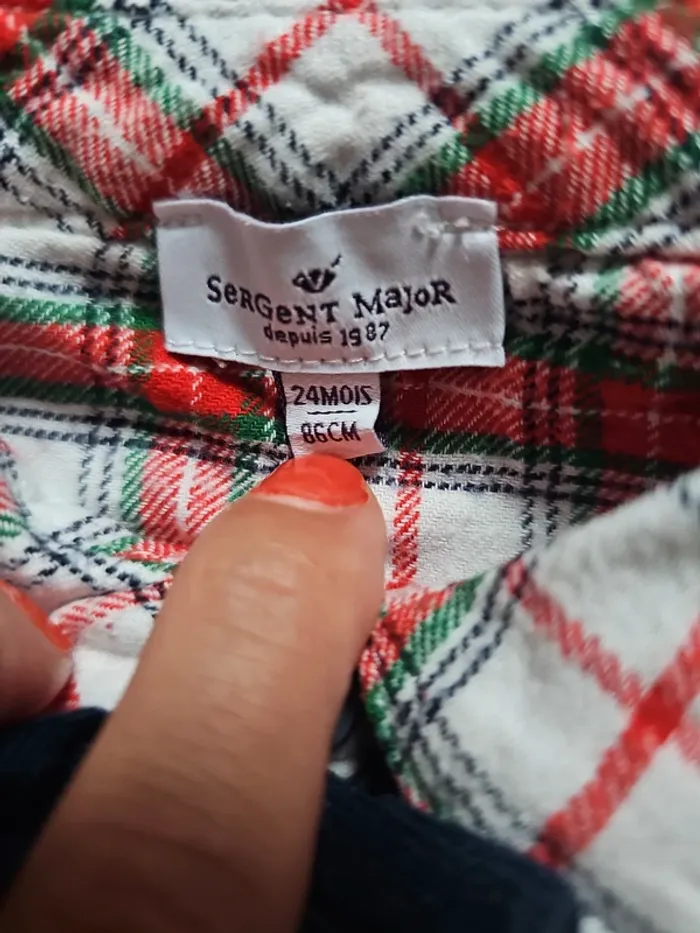 SeRGeNT MaJoR
depuis 1987
24MOIS
86CM